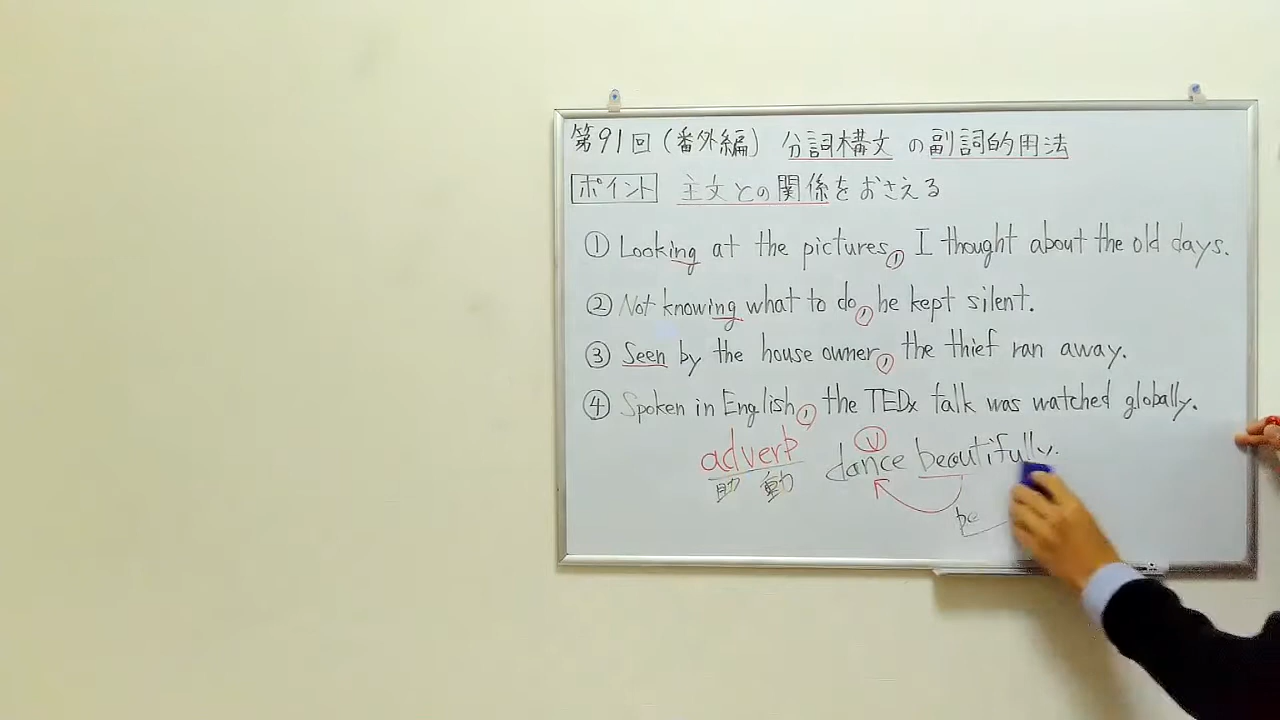 第91回(番外編) 分詞構文の副詞的用法
ポイント 主文との関係をおさえる
① Looking at the pictures, I thought about the old days.
② Not knowing what to do, he kept silent.
③ Seen by the house owner, the thief ran away.
④ Spoken in English, the TEDx talk was watched globally.
adverb dance beautifully.
V
助 動
be